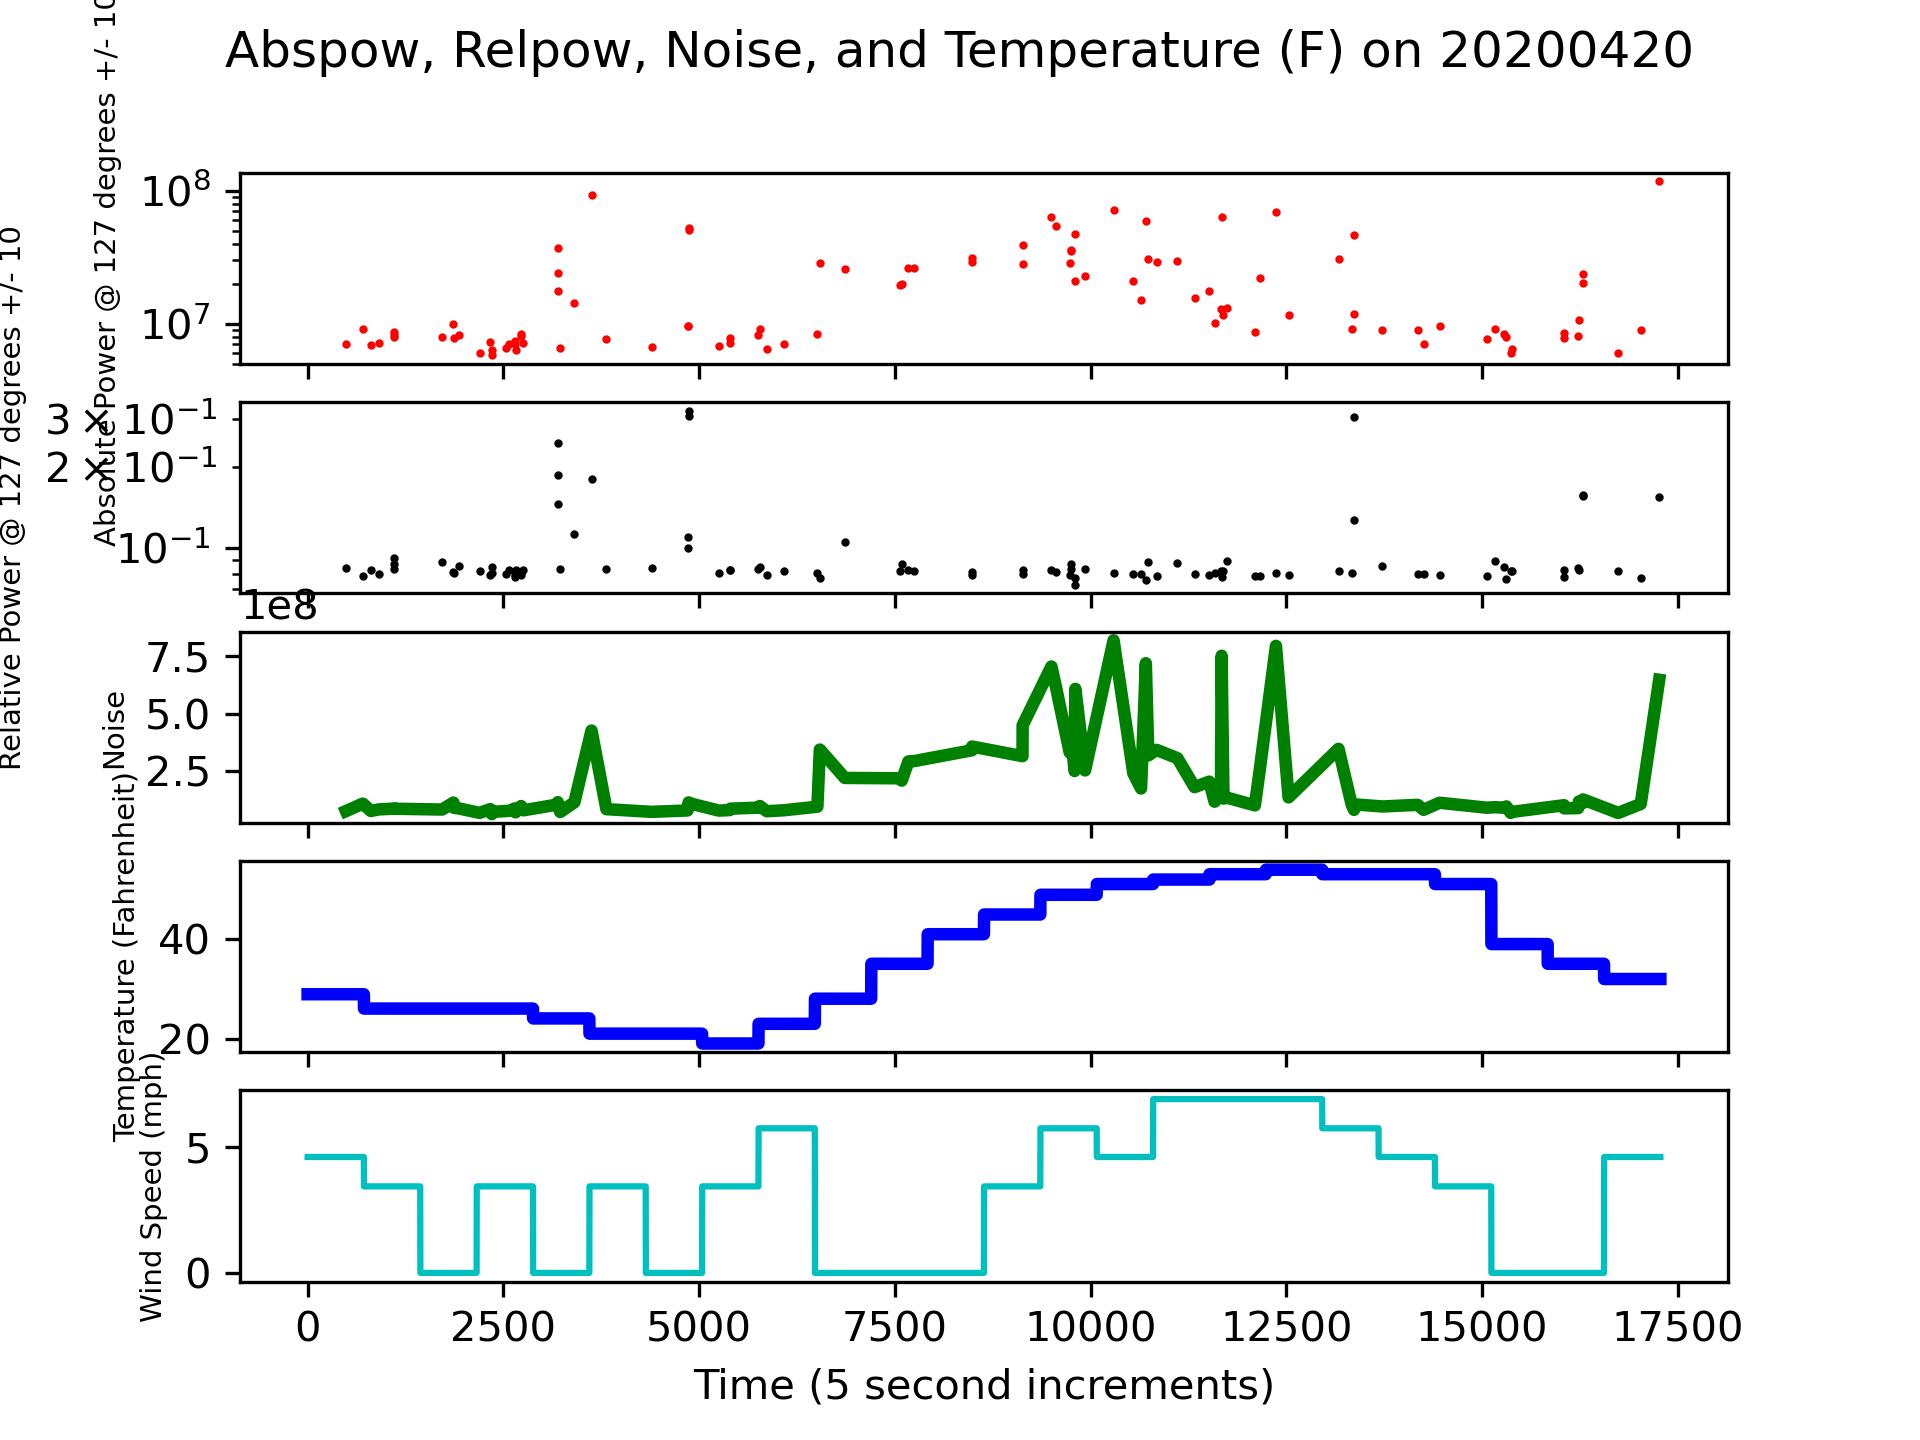 Abspow, Relpow, Noise, and Temperature (F) on 20200420
Absolute Power @ 127 degrees +/- 10
10⁸
10⁷
Relative Power @ 127 degrees +/- 10
3 × 10⁻¹
2 × 10⁻¹
10⁻¹
1e8
Noise
7.5
5.0
2.5
Temperature (Fahrenheit)
40
20
Wind Speed (mph)
5
0
0 2500 5000 7500 10000 12500 15000 17500
Time (5 second increments)